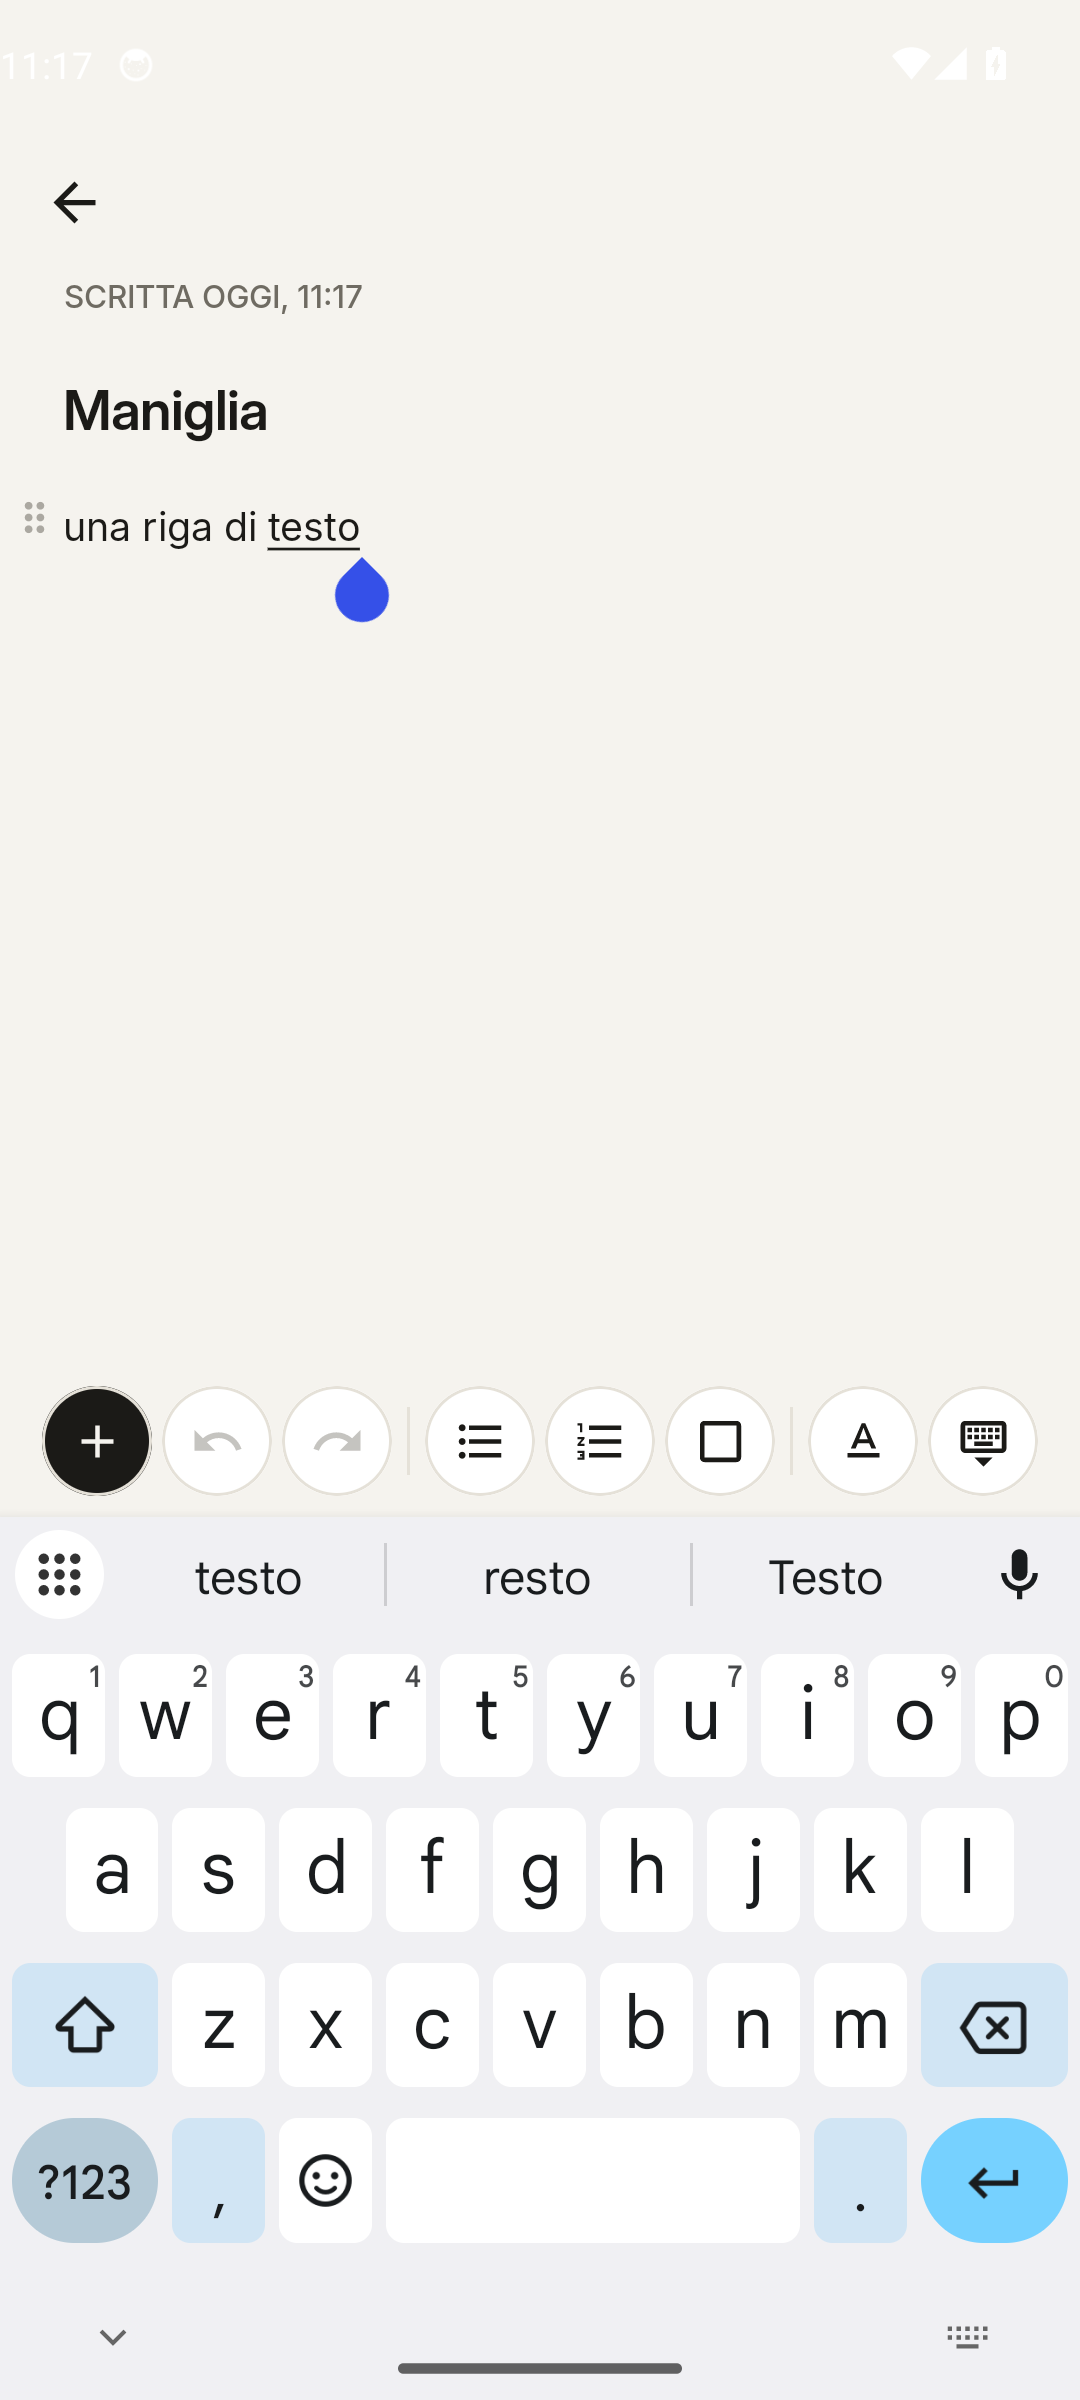 11:17
SCRITTA OGGI, 11:17
Maniglia
una riga di testo
testo resto Testo
1 2 3 4 5 6 7 8 9 0
q w e r t y u i o p
a s d f g h j k l
z x c v b n m
?123 , .